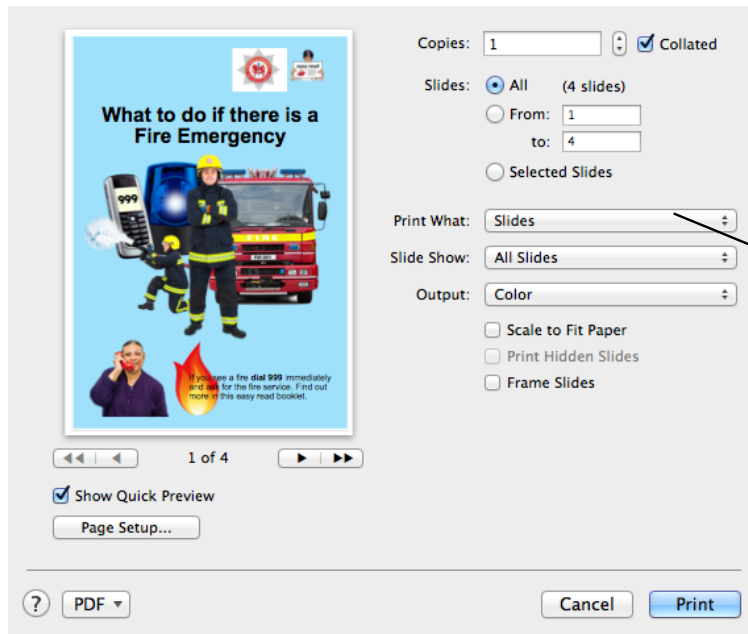 Copies: 1 Collated
Slides: All (4 slides)
From: 1
to: 4
Selected Slides
Print What: Slides
Slide Show: All Slides
Output: Color
Scale to Fit Paper
Print Hidden Slides
Frame Slides
What to do if there is a
Fire Emergency
999
FIRE
If you see a fire dial 999 immediately
and ask for the fire service. Find out
more in this easy read booklet.
1 of 4
Show Quick Preview
Page Setup...
? PDF Cancel Print